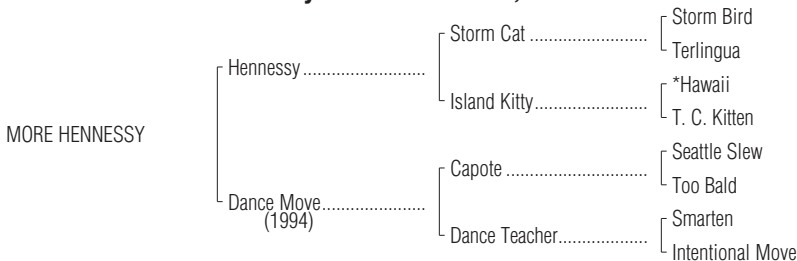 Storm Bird
Storm Cat ..............................
Terlingua
Hennessy ...............................
*Hawaii
Island Kitty.............................
T. C. Kitten
MORE HENNESSY
Seattle Slew
Capote ....................................
Too Bald
Dance Move..........................
(1994)
Smarten
Dance Teacher.......................
Intentional Move